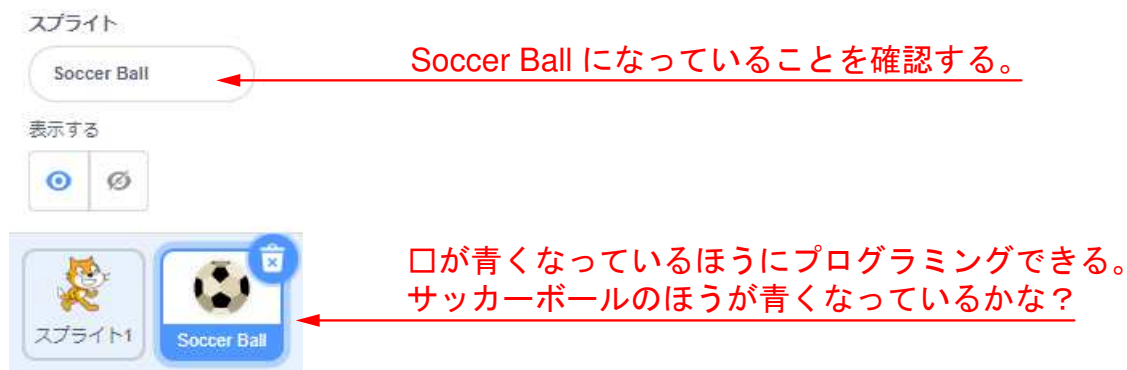 スプライト
Soccer Ball
Soccer Ball になっていることを確認する。
表示する
口が青くなっているほうにプログラミングできる。
サッカーボールのほうが青くなっているかな？
スプライト1
Soccer Ball